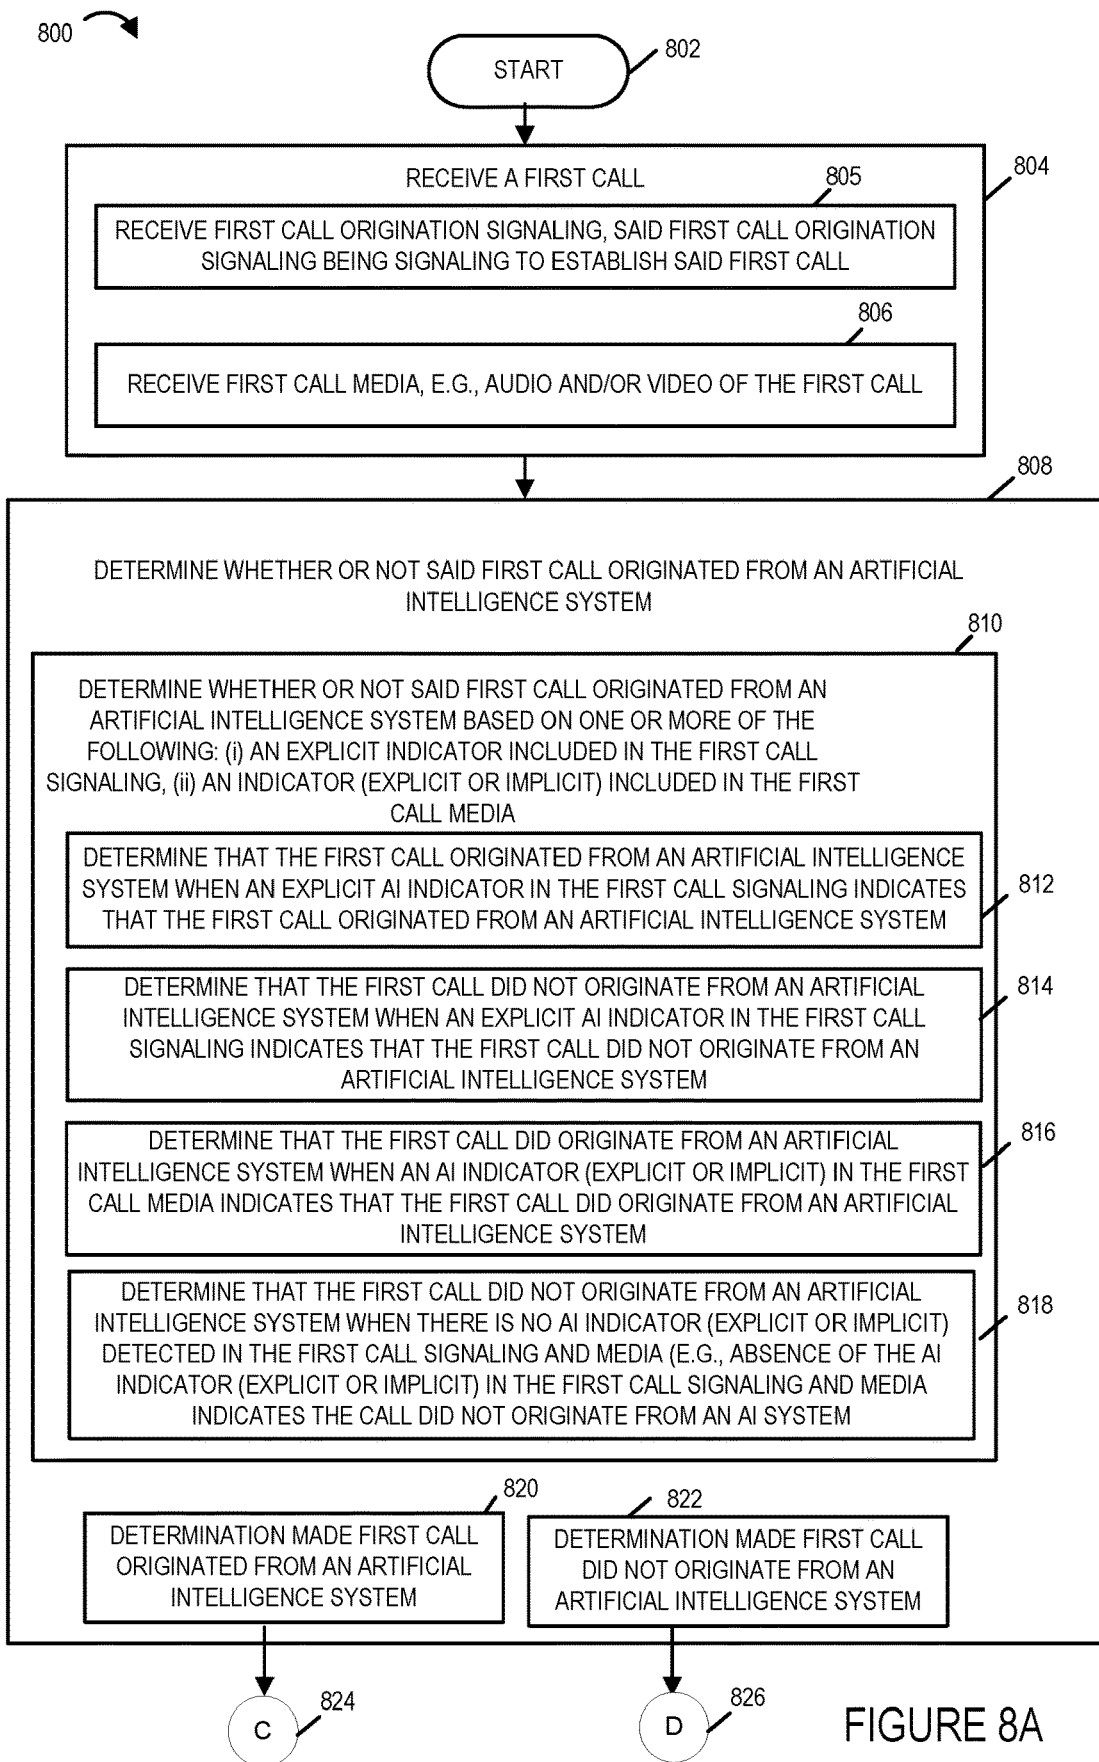 800
START
802
804
RECEIVE A FIRST CALL
805
RECEIVE FIRST CALL ORIGINATION SIGNALING, SAID FIRST CALL ORIGINATION
SIGNALING BEING SIGNALING TO ESTABLISH SAID FIRST CALL
806
RECEIVE FIRST CALL MEDIA, E.G., AUDIO AND/OR VIDEO OF THE FIRST CALL
808
DETERMINE WHETHER OR NOT SAID FIRST CALL ORIGINATED FROM AN ARTIFICIAL
INTELLIGENCE SYSTEM
810
DETERMINE WHETHER OR NOT SAID FIRST CALL ORIGINATED FROM AN
ARTIFICIAL INTELLIGENCE SYSTEM BASED ON ONE OR MORE OF THE
FOLLOWING: (i) AN EXPLICIT INDICATOR INCLUDED IN THE FIRST CALL
SIGNALING, (ii) AN INDICATOR (EXPLICIT OR IMPLICIT) INCLUDED IN THE FIRST
CALL MEDIA
DETERMINE THAT THE FIRST CALL ORIGINATED FROM AN ARTIFICIAL INTELLIGENCE
SYSTEM WHEN AN EXPLICIT AI INDICATOR IN THE FIRST CALL SIGNALING INDICATES
THAT THE FIRST CALL ORIGINATED FROM AN ARTIFICIAL INTELLIGENCE SYSTEM
812
DETERMINE THAT THE FIRST CALL DID NOT ORIGINATE FROM AN ARTIFICIAL
INTELLIGENCE SYSTEM WHEN AN EXPLICIT AI INDICATOR IN THE FIRST CALL
SIGNALING INDICATES THAT THE FIRST CALL DID NOT ORIGINATE FROM AN
ARTIFICIAL INTELLIGENCE SYSTEM
814
DETERMINE THAT THE FIRST CALL DID ORIGINATE FROM AN ARTIFICIAL
INTELLIGENCE SYSTEM WHEN AN AI INDICATOR (EXPLICIT OR IMPLICIT) IN THE FIRST
CALL MEDIA INDICATES THAT THE FIRST CALL DID ORIGINATE FROM AN ARTIFICIAL
INTELLIGENCE SYSTEM
816
DETERMINE THAT THE FIRST CALL DID NOT ORIGINATE FROM AN ARTIFICIAL
INTELLIGENCE SYSTEM WHEN THERE IS NO AI INDICATOR (EXPLICIT OR IMPLICIT)
DETECTED IN THE FIRST CALL SIGNALING AND MEDIA (E.G., ABSENCE OF THE AI
INDICATOR (EXPLICIT OR IMPLICIT) IN THE FIRST CALL SIGNALING AND MEDIA
INDICATES THE CALL DID NOT ORIGINATE FROM AN AI SYSTEM
818
820
DETERMINATION MADE FIRST CALL
ORIGINATED FROM AN ARTIFICIAL
INTELLIGENCE SYSTEM
822
DETERMINATION MADE FIRST CALL
DID NOT ORIGINATE FROM AN
ARTIFICIAL INTELLIGENCE SYSTEM
C
824
D
826
FIGURE 8A